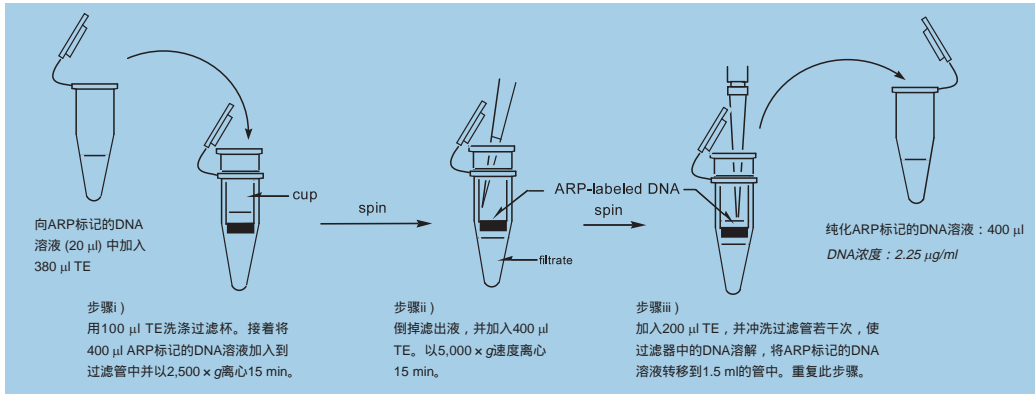 cup
spin
ARP-labeled DNA
spin
filtrate
向ARP标记的DNA
溶液 (20 μl) 中加入
380 μl TE
纯化ARP标记的DNA溶液：400 μl
DNA浓度：2.25 μg/ml
步骤i）
用100 μl TE洗涤过滤杯。接着将
400 μl ARP标记的DNA溶液加入到
过滤管中并以2,500 × g离心15 min。
步骤ii）
倒掉滤出液，并加入400 μl
TE。以5,000 × g速度离心
15 min。
步骤iii）
加入200 μl TE，并冲洗过滤管若干次，使
过滤器中的DNA溶解，将ARP标记的DNA
溶液转移到1.5 ml的管中。重复此步骤。